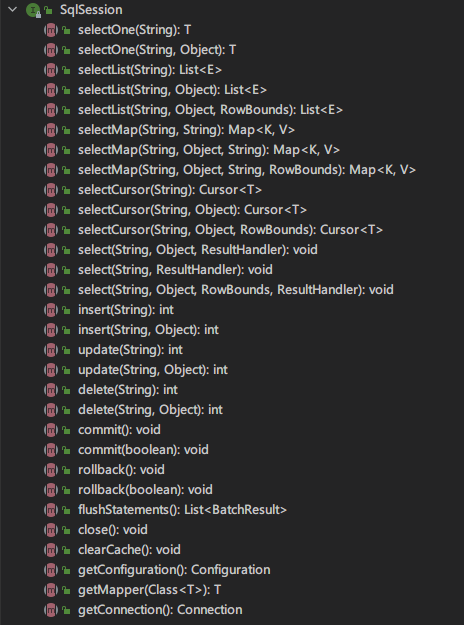 SqlSession
selectOne(String): T
selectOne(String, Object): T
selectList(String): List<E>
selectList(String, Object): List<E>
selectList(String, Object, RowBounds): List<E>
selectMap(String, String): Map<K, V>
selectMap(String, Object, String): Map<K, V>
selectMap(String, Object, String, RowBounds): Map<K, V>
selectCursor(String): Cursor<T>
selectCursor(String, Object): Cursor<T>
selectCursor(String, Object, RowBounds): Cursor<T>
select(String, Object, ResultHandler): void
select(String, ResultHandler): void
select(String, Object, RowBounds, ResultHandler): void
insert(String): int
insert(String, Object): int
update(String): int
update(String, Object): int
delete(String): int
delete(String, Object): int
commit(): void
commit(boolean): void
rollback(): void
rollback(boolean): void
flushStatements(): List<BatchResult>
close(): void
clearCache(): void
getConfiguration(): Configuration
getMapper(Class<T>): T
getConnection(): Connection